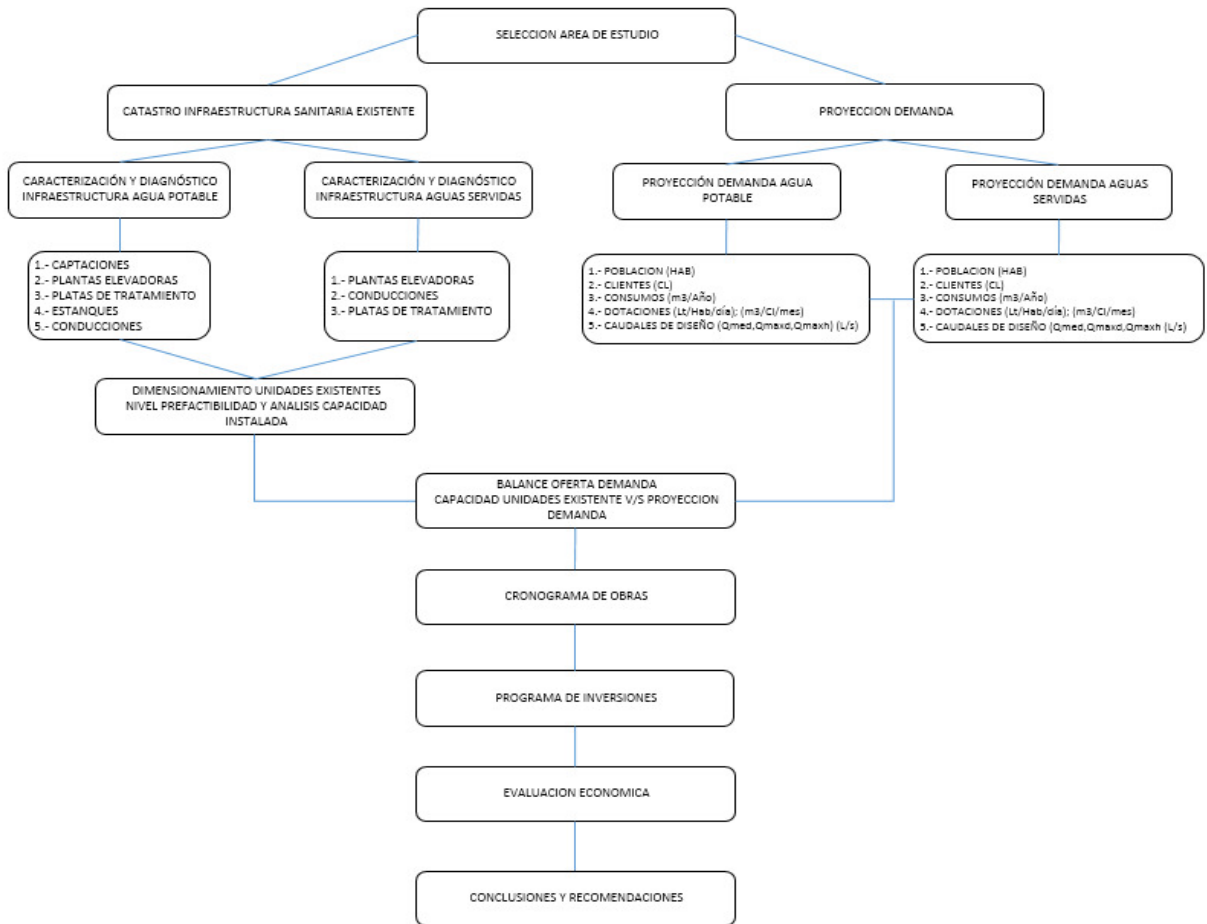 SELECCION AREA DE ESTUDIO
CATASTRO INFRAESTRUCTURA SANITARIA EXISTENTE
PROYECCION DEMANDA
CARACTERIZACIÓN Y DIAGNÓSTICO
INFRAESTRUCTURA AGUA POTABLE
CARACTERIZACIÓN Y DIAGNÓSTICO
INFRAESTRUCTURA AGUAS SERVIDAS
PROYECCIÓN DEMANDA AGUA
POTABLE
PROYECCIÓN DEMANDA AGUAS
SERVIDAS
1.- CAPTACIONES
2.- PLANTAS ELEVADORAS
3.- PLATAS DE TRATAMIENTO
4.- ESTANQUES
5.- CONDUCCIONES
1.- PLANTAS ELEVADORAS
2.- CONDUCCIONES
3.- PLATAS DE TRATAMIENTO
1.- POBLACION (HAB)
2.- CLIENTES (CL)
3.- CONSUMOS (m3/Año)
4.- DOTACIONES (Lt/Hab/día); (m3/Cl/mes)
5.- CAUDALES DE DISEÑO (Qmed,Qmaxd,Qmaxh) (L/s)
1.- POBLACION (HAB)
2.- CLIENTES (CL)
3.- CONSUMOS (m3/Año)
4.- DOTACIONES (Lt/Hab/día); (m3/Cl/mes)
5.- CAUDALES DE DISEÑO (Qmed,Qmaxd,Qmaxh (L/s)
DIMENSIONAMIENTO UNIDADES EXISTENTES
NIVEL PREFACTIBILIDAD Y ANALISIS CAPACIDAD
INSTALADA
BALANCE OFERTA DEMANDA
CAPACIDAD UNIDADES EXISTENTE V/S PROYECCION
DEMANDA
CRONOGRAMA DE OBRAS
PROGRAMA DE INVERSIONES
EVALUACION ECONOMICA
CONCLUSIONES Y RECOMENDACIONES